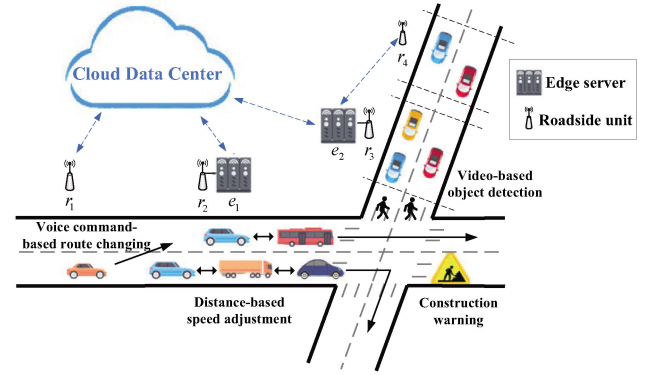 r4
Cloud Data Center
Edge server
Roadside unit
e2
r3
r1
r2
e1
Video-based
object detection
Voice command-
based route changing
Distance-based
speed adjustment
Construction
warning